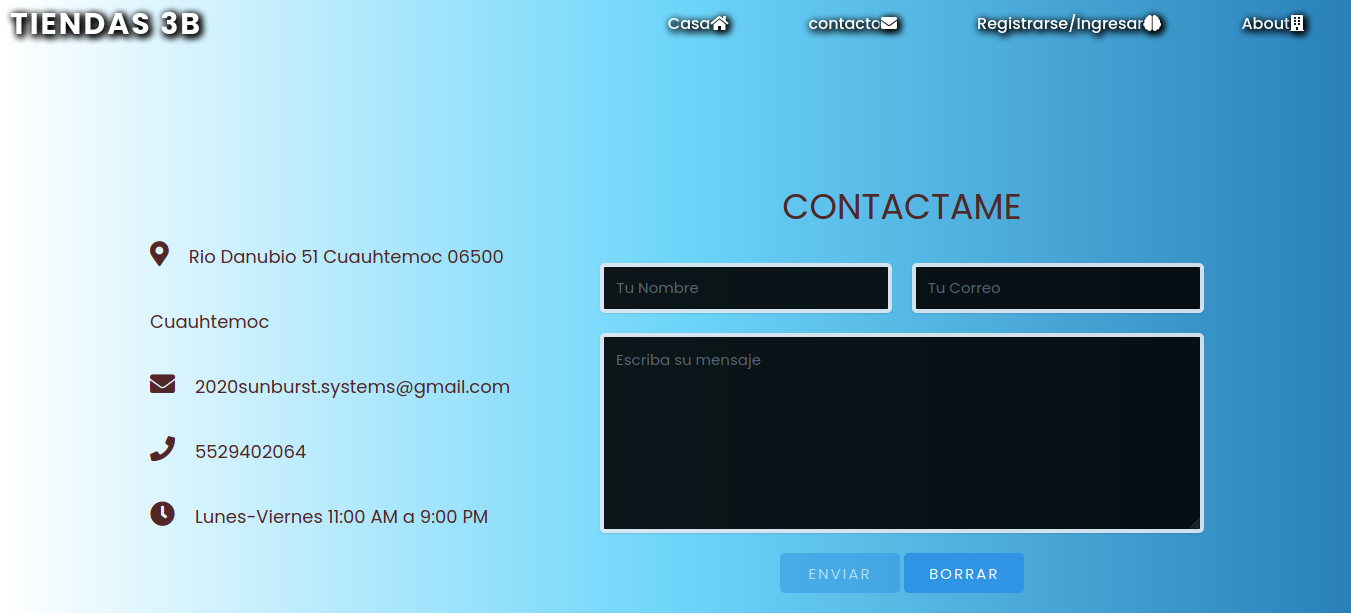 TIENDAS 3B
Casa
contacto
Registrarse/Ingresar
About
CONTACTAME
Rio Danubio 51 Cuauhtemoc 06500
Cuauhtemoc
2020sunburst.systems@gmail.com
5529402064
Lunes-Viernes 11:00 AM a 9:00 PM
Tu Nombre
Tu Correo
Escriba su mensaje
ENVIAR
BORRAR